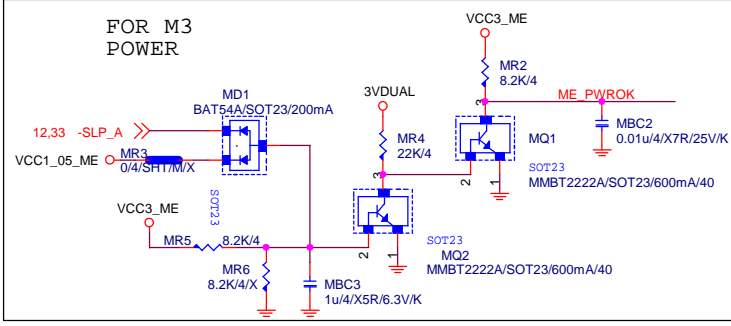 FOR M3
POWER
VCC3_ME
MR2
8.2K/4
ME_PWROK
MBC2
0.01u/4/X7R/25V/K
3
MQ1
2
1
SOT23
MMBT2222A/SOT23/600mA/40
3VDUAL
MR4
22K/4
3
2
1
SOT23
MQ2
MMBT2222A/SOT23/600mA/40
MD1
BAT54A/SOT23/200mA
12,33 -SLP_A
MR3
VCC1_05_ME
0/4/SHT/M/X
SOT23
VCC3_ME
MR5 8.2K/4
MR6
8.2K/4/X
MBC3
1u/4/X5R/6.3V/K